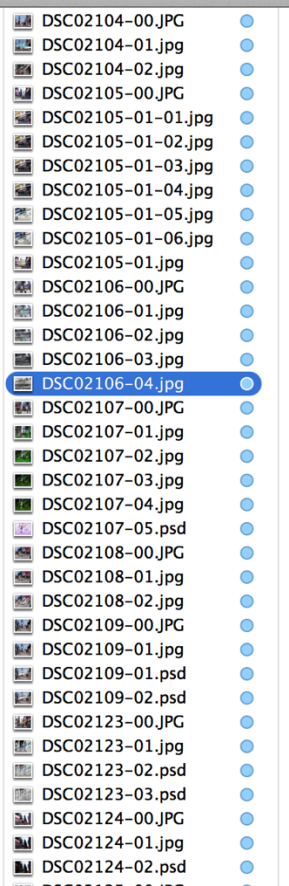 DSC02104-00.JPG
DSC02104-01.jpg
DSC02104-02.jpg
DSC02105-00.JPG
DSC02105-01-01.jpg
DSC02105-01-02.jpg
DSC02105-01-03.jpg
DSC02105-01-04.jpg
DSC02105-01-05.jpg
DSC02105-01-06.jpg
DSC02105-01.jpg
DSC02106-00.JPG
DSC02106-01.jpg
DSC02106-02.jpg
DSC02106-03.jpg
DSC02106-04.jpg
DSC02107-00.JPG
DSC02107-01.jpg
DSC02107-02.jpg
DSC02107-03.jpg
DSC02107-04.jpg
DSC02107-05.psd
DSC02108-00.JPG
DSC02108-01.jpg
DSC02108-02.jpg
DSC02109-00.JPG
DSC02109-01.jpg
DSC02109-01.psd
DSC02109-02.psd
DSC02123-00.JPG
DSC02123-01.jpg
DSC02123-02.psd
DSC02123-03.psd
DSC02124-00.JPG
DSC02124-01.jpg
DSC02124-02.psd